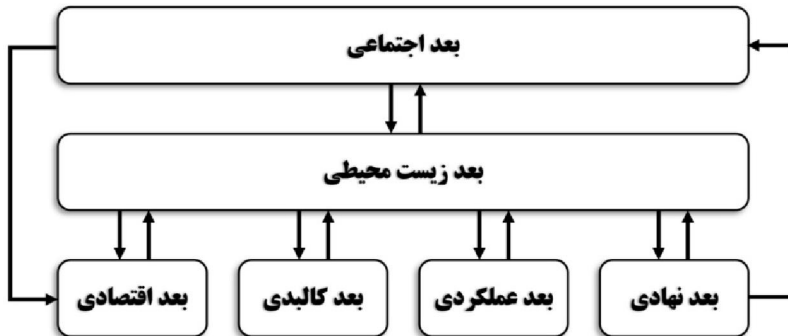 بعد اجتماعی
بعد زیست محیطی
بعد نهادی
بعد عملکردی
بعد کالبدی
بعد اقتصادی